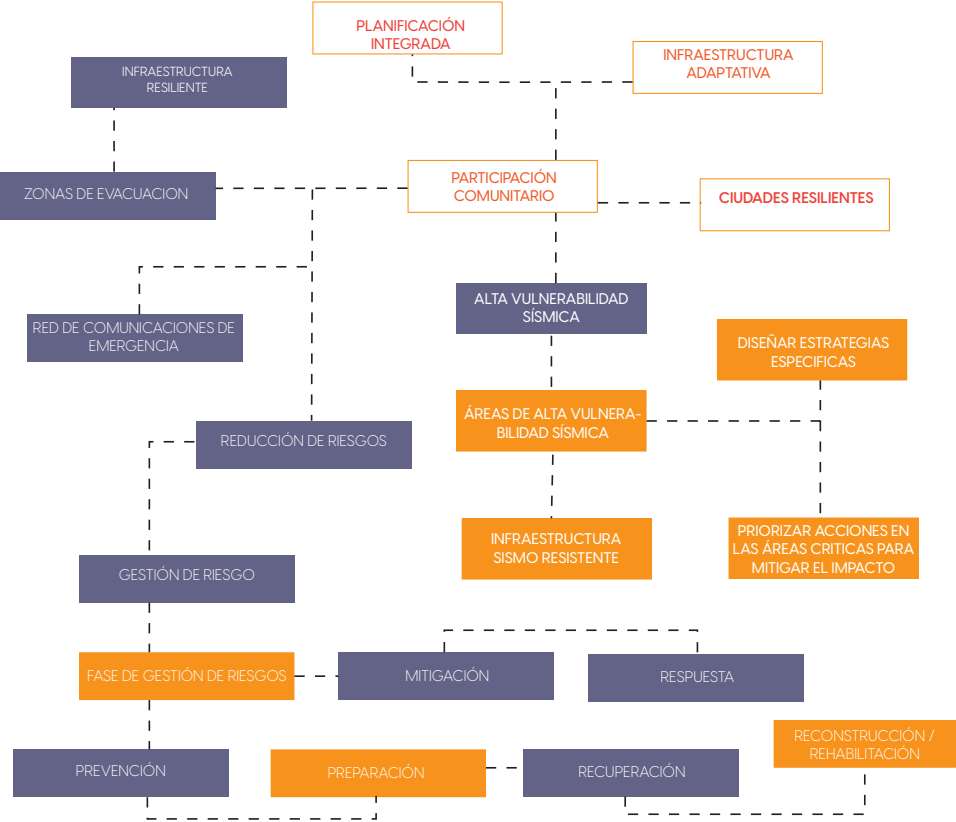 PLANIFICACIÓN
INTEGRADA
INFRAESTRUCTURA
ADAPTATIVA
INFRAESTRUCTURA
RESILIENTE
ZONAS DE EVACUACION
PARTICIPACIÓN
COMUNITARIO
CIUDADES RESILIENTES
ALTA VULNERABILIDAD
SÍSMICA
RED DE COMUNICACIONES DE
EMERGENCIA
DISEÑAR ESTRATEGIAS
ESPECIFICAS
ÁREAS DE ALTA VULNERA-
BILIDAD SÍSMICA
REDUCCIÓN DE RIESGOS
INFRAESTRUCTURA
SISMO RESISTENTE
PRIORIZAR ACCIONES EN
LAS ÁREAS CRITICAS PARA
MITIGAR EL IMPACTO
GESTIÓN DE RIESGO
FASE DE GESTIÓN DE RIESGOS
MITIGACIÓN
RESPUESTA
PREVENCIÓN
PREPARACIÓN
RECUPERACIÓN
RECONSTRUCCIÓN /
REHABILITACIÓN